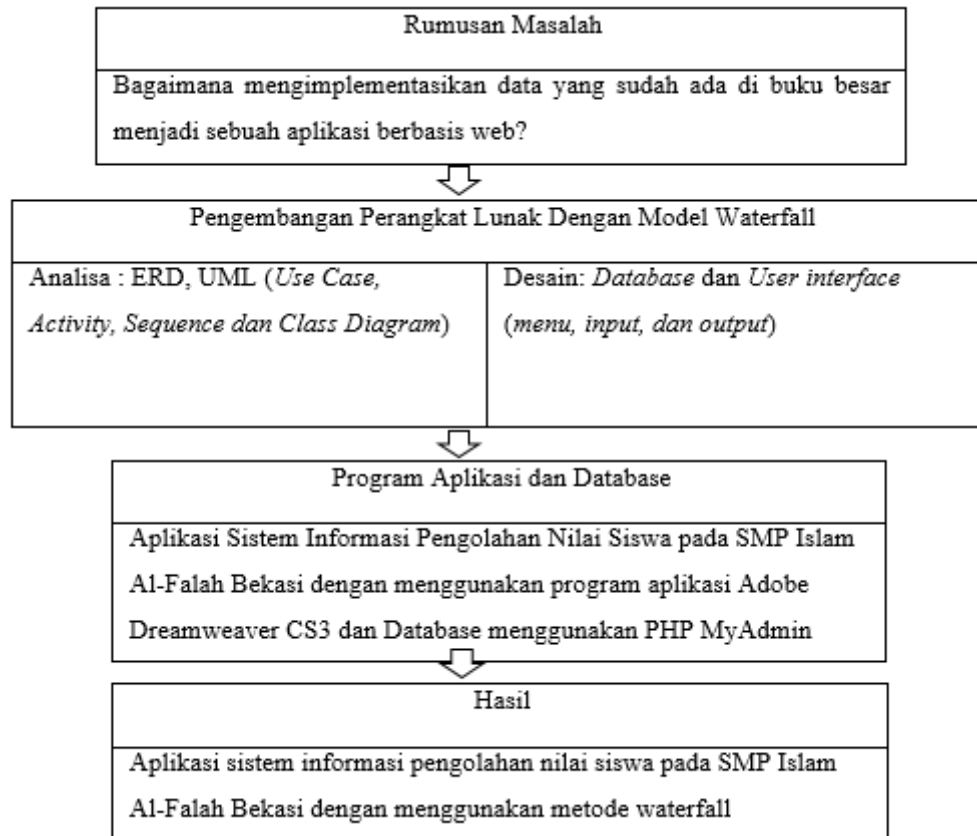 Rumusan Masalah
Bagaimana mengimplementasikan data yang sudah ada di buku besar
menjadi sebuah aplikasi berbasis web?
Pengembangan Perangkat Lunak Dengan Model Waterfall
Analisa : ERD, UML (Use Case,
Activity, Sequence dan Class Diagram)
Desain: Database dan User interface
(menu, input, dan output)
Program Aplikasi dan Database
Aplikasi Sistem Informasi Pengolahan Nilai Siswa pada SMP Islam
Al-Falah Bekasi dengan menggunakan program aplikasi Adobe
Dreamweaver CS3 dan Database menggunakan PHP MyAdmin
Hasil
Aplikasi sistem informasi pengolahan nilai siswa pada SMP Islam
Al-Falah Bekasi dengan menggunakan metode waterfall